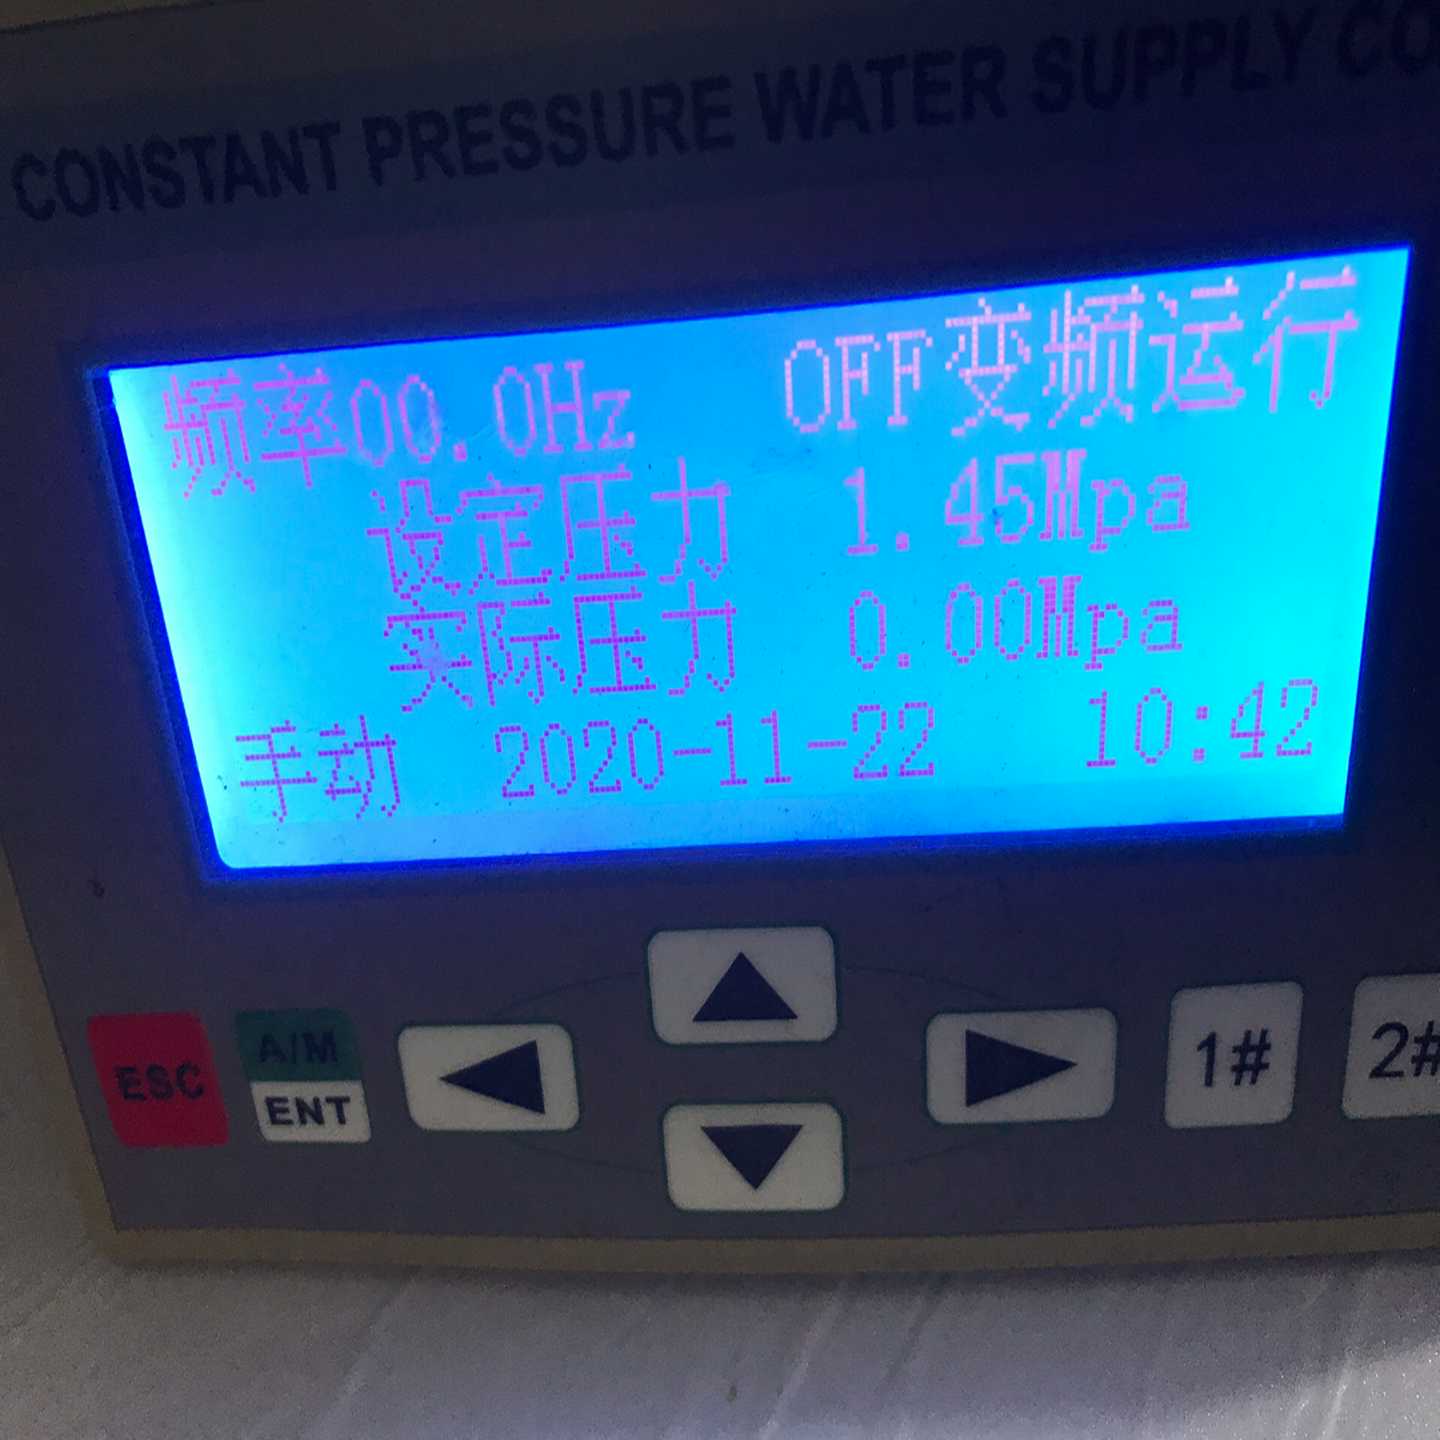 CONSTANT PRESSURE WATER SUPPLY
频率00.0Hz OFF变频运行
设定压力 1.45Mpa
实际压力 0.00Mpa
手动 2020-11-22 10:42
ESC
A/M
ENT
1#
2#